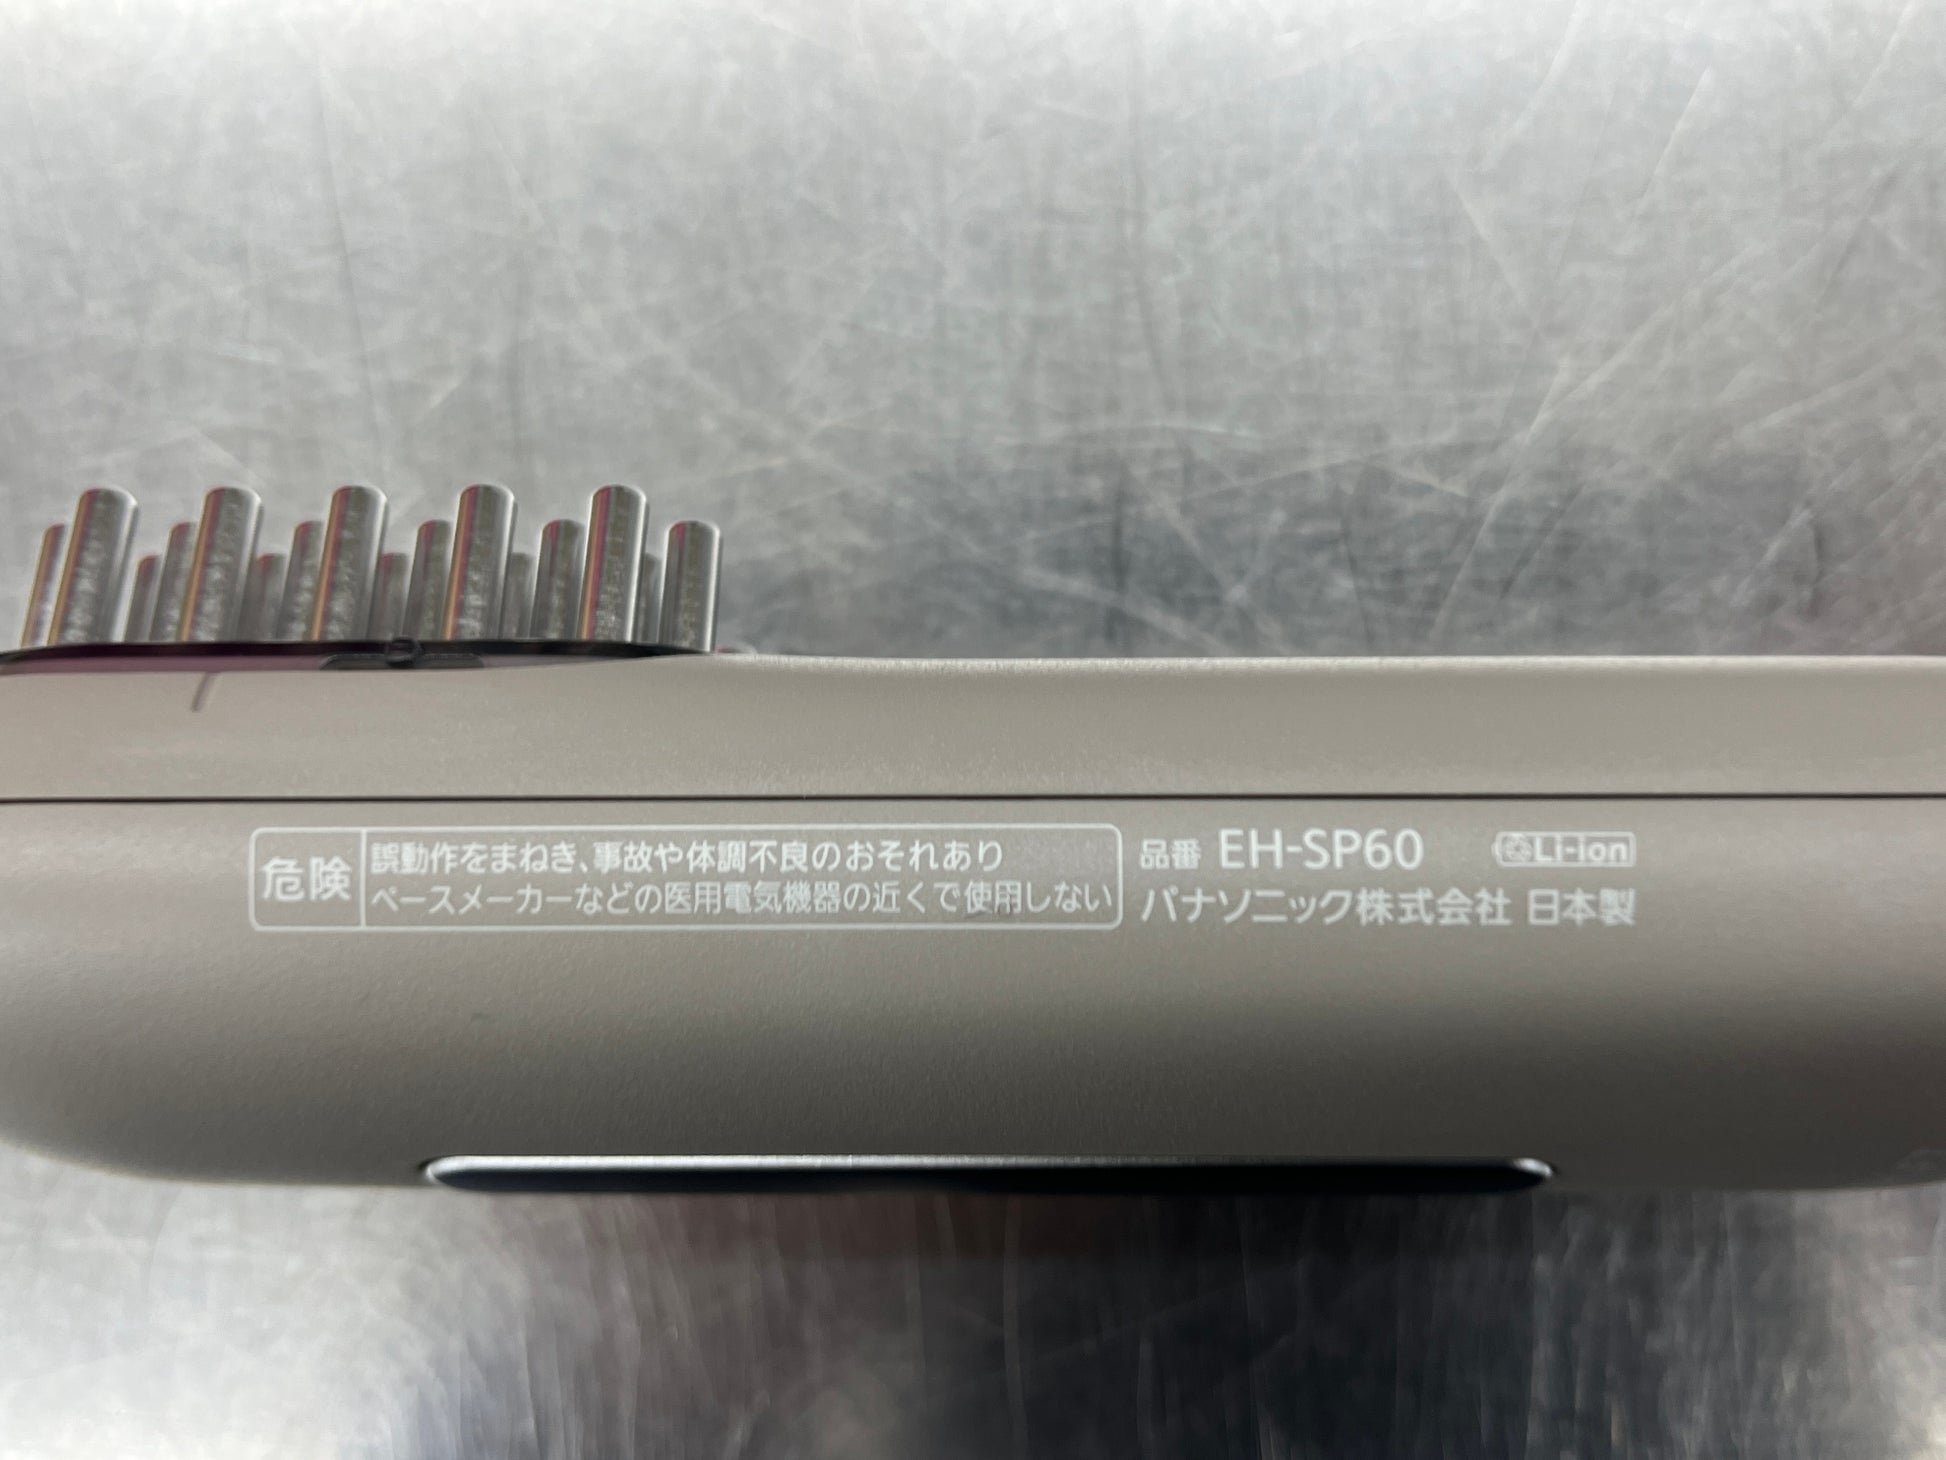 危険
誤動作をまねき、事故や体調不良のおそれあり
ペースメーカーなどの医用電気機器の近くで使用しない
品番 EH-SP60 Li-ion
パナソニック株式会社 日本製